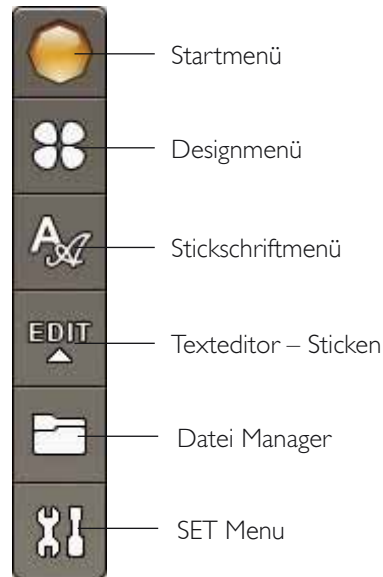 Startmenü
Designmenü
A A
Stickschriftmenü
EDIT
Texteditor – Sticken
Datei Manager
SET Menu